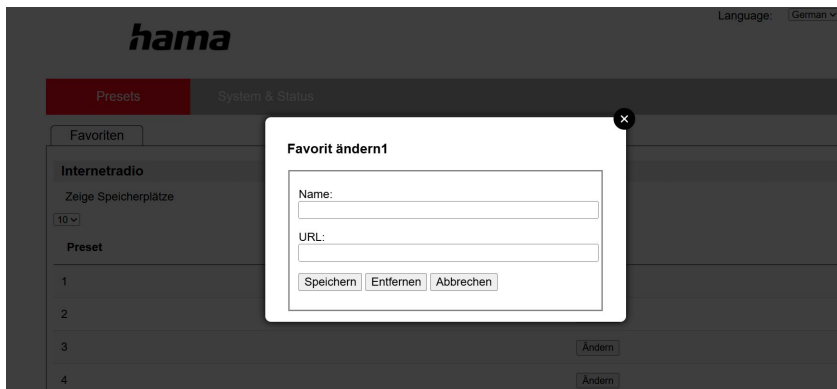 Language: German
hama
Presets System & Status
Favoriten
Favorit ändern1
Internetradio
Name:
Zeige Speicherplätze
10
URL:
Preset
Speichern Entfernen Abbrechen
1
2
3 Ändern
4 Ändern